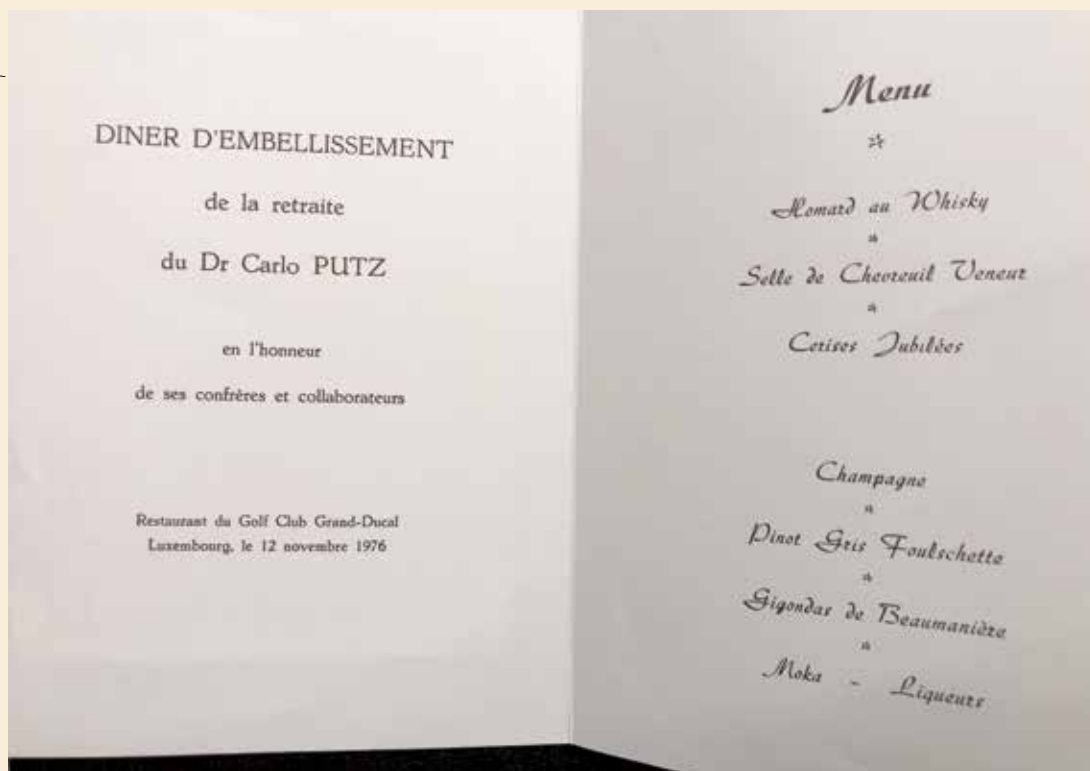 DINER D'EMBELLISSEMENT
de la retraite
du Dr Carlo PUTZ
en l'honneur
de ses confrères et collaborateurs
Restaurant du Golf Club Grand-Ducal
Luxembourg, le 12 novembre 1976
Menu
Homard au Whisky
Selle de Chevreuil Veneur
Cerises Jubilées
Champagne
Pinot Gris Foulschette
Gigondas de Beaumanière
Moka - Liqueurs